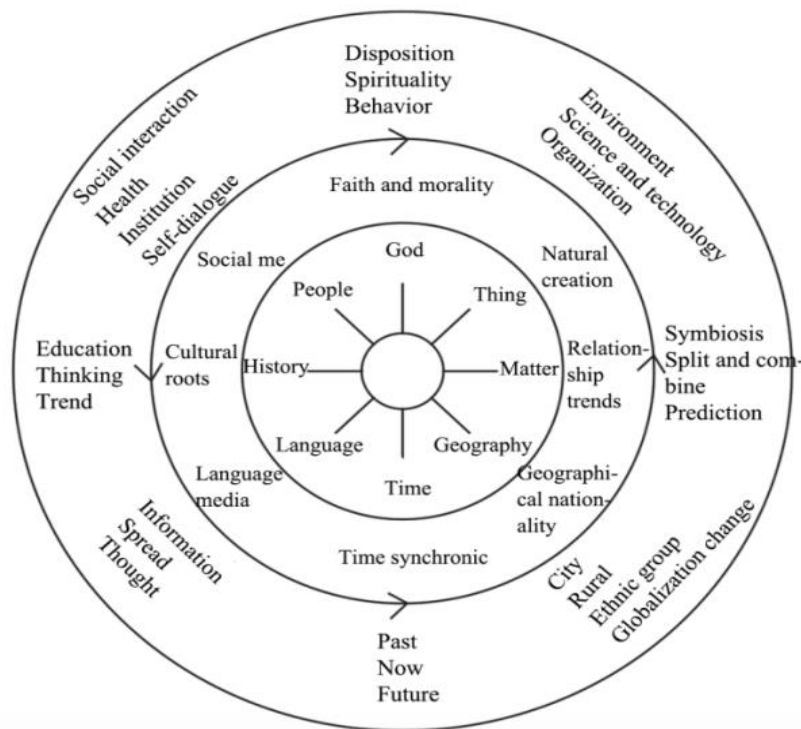 Disposition
Spirituality
Behavior
Social interaction
Health
Institution
Self-dialogue
Environment
Science and technology
Organization
Faith and morality
Social me
God
Natural
creation
People
Thing
Education
Thinking
Trend
Cultural
roots
History
Matter
Relation-
ship
trends
Symbiosis
Split and com-
bine
Prediction
Language
Geography
Language
media
Time
Geographi-
cal nation-
ality
Information
Spread
Thought
Time synchronic
City
Rural
Ethnic group
Globalization change
Past
Now
Future